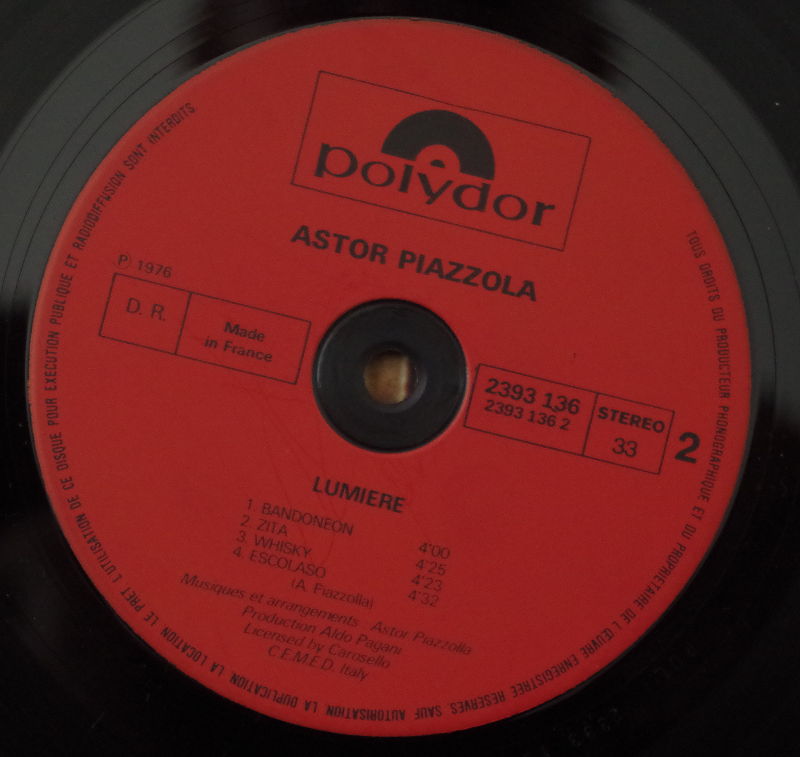 polydor
ASTOR PIAZZOLA
Ⓟ 1976
D. R.
Made
in France
2393 136
2393 136 2
STEREO
33
2
LUMIERE
1 BANDONEON 4'00
2. ZITA 4'25
3. WHISKY 4'23
4. ESCOLASO 4'32
(A. Piazzolla)
Musiques et arrangements Astor Piazzolla
Production Aldo Pagani
Licensed by Carosello
C.E.M.E.D. Italy
TOUS DROITS DU PRODUCTEUR PHONOGRAPHIQUE ET DU PROPRIETAIRE DE L'ŒUVRE ENREGISTREE RESERVES. SAUF AUTORISATION LA DUPLICATION LA LOCATION LE PRET L'UTILISATION DE CE DISQUE POUR EXECUTION PUBLIQUE ET RADIODIFFUSION SONT INTERDITS